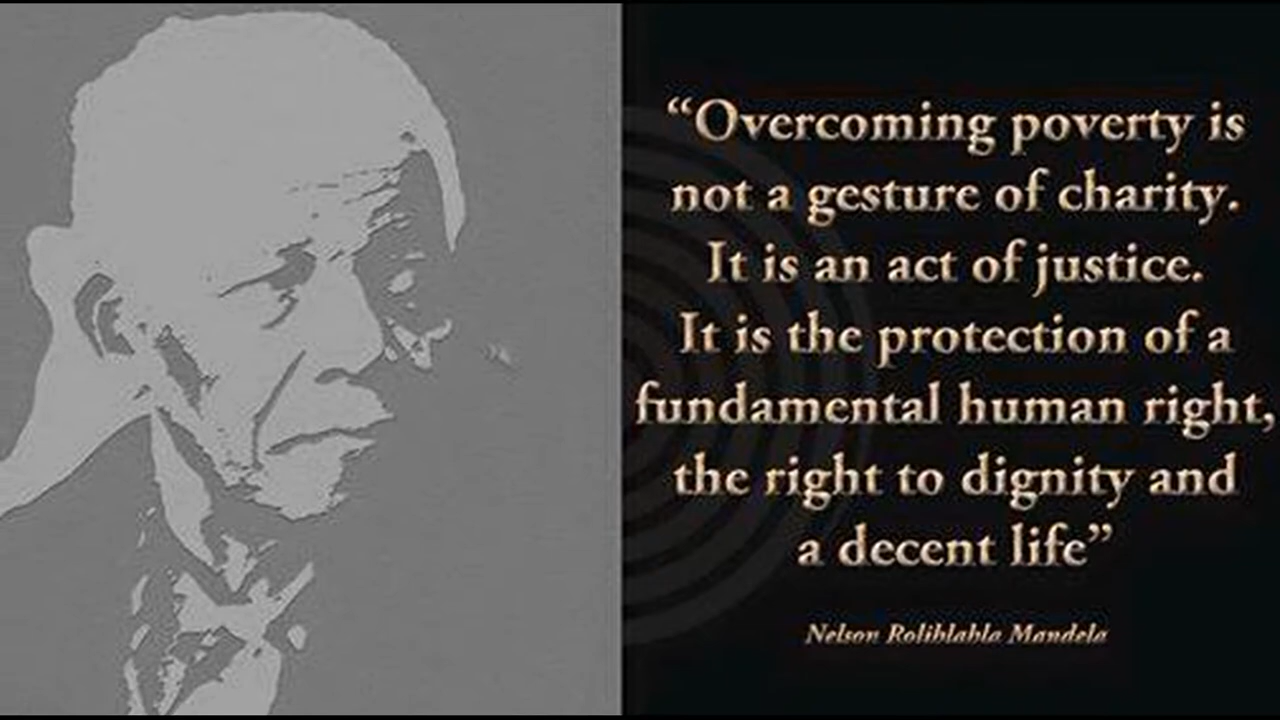 “Overcoming poverty is
not a gesture of charity.
It is an act of justice.
It is the protection of a
fundamental human right,
the right to dignity and
a decent life”
Nelson Rolihlahla Mandela